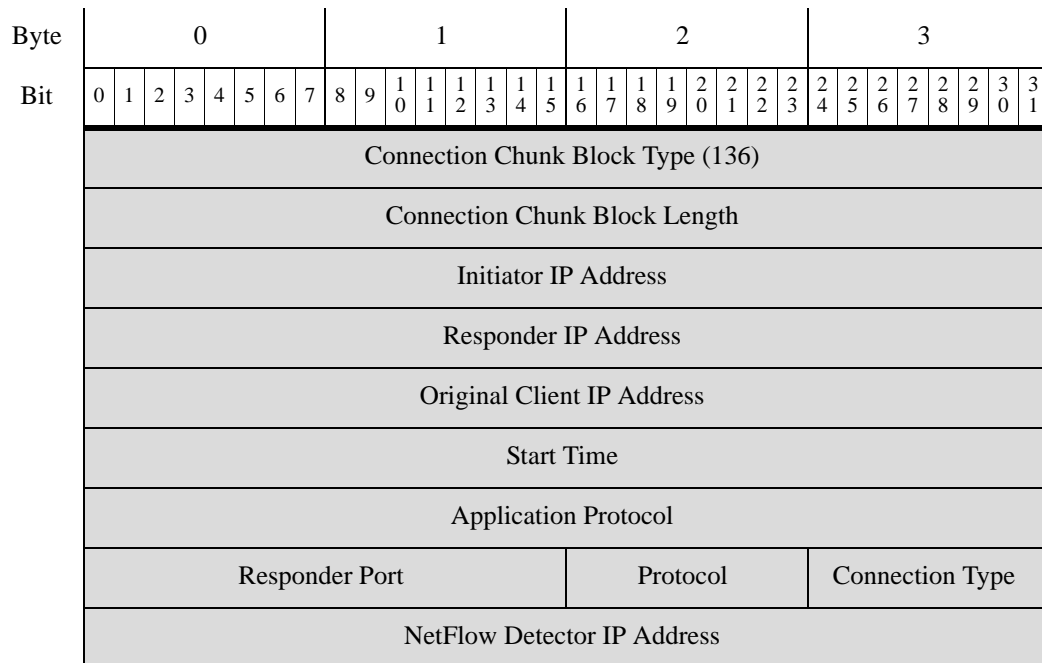 Byte 0 1 2 3
Bit 0 1 2 3 4 5 6 7 8 9 10 11 12 13 14 15 16 17 18 19 20 21 22 23 24 25 26 27 28 29 30 31
Connection Chunk Block Type (136)
Connection Chunk Block Length
Initiator IP Address
Responder IP Address
Original Client IP Address
Start Time
Application Protocol
Responder Port Protocol Connection Type
NetFlow Detector IP Address